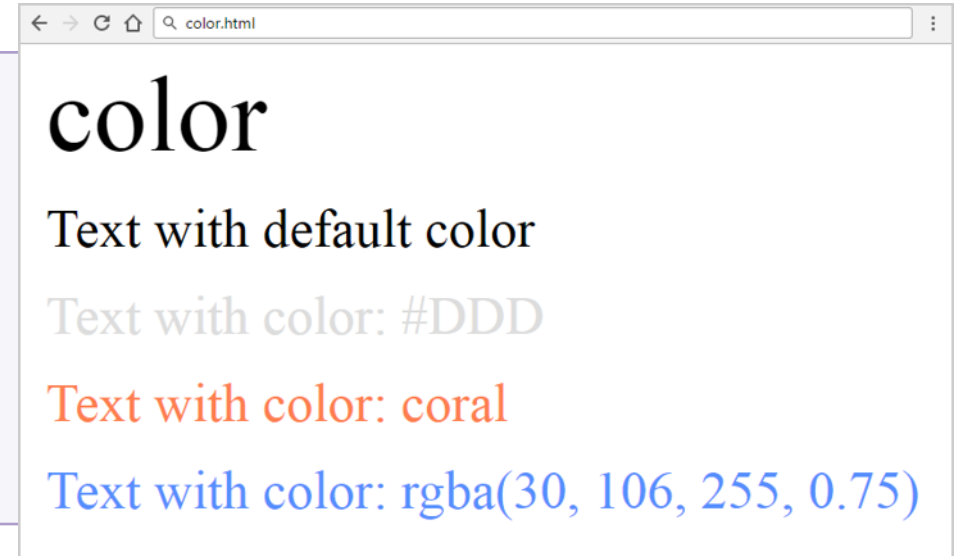 color.html
color
Text with default color
Text with color: #DDD
Text with color: coral
Text with color: rgba(30, 106, 255, 0.75)